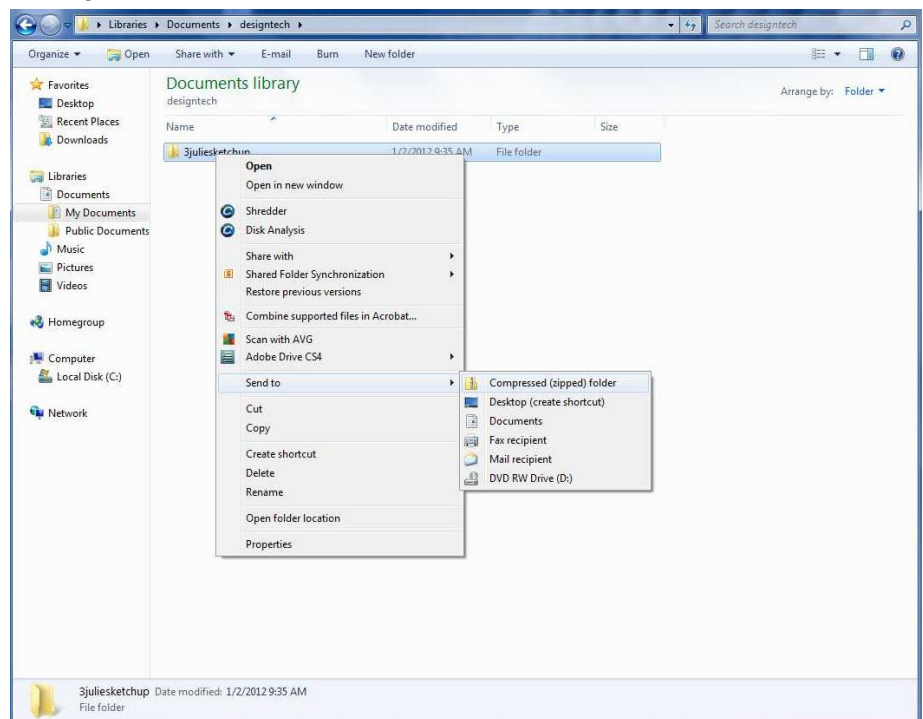 Libraries Documents designtech
Search designtech
Organize Open Share with E-mail Burn New folder
Favorites
Desktop
Recent Places
Downloads
Libraries
Documents
My Documents
Public Documents
Music
Pictures
Videos
Homegroup
Computer
Local Disk (C:)
Network
Documents library
designtech
Arrange by: Folder
Name Date modified Type Size
3juliesketchup 1/2/2012 9:35 AM File folder
Open
Open in new window
Shredder
Disk Analysis
Share with
Shared Folder Synchronization
Restore previous versions
Combine supported files in Acrobat...
Scan with AVG
Adobe Drive CS4
Send to
Cut
Copy
Create shortcut
Delete
Rename
Open folder location
Properties
Compressed (zipped) folder
Desktop (create shortcut)
Documents
Fax recipient
Mail recipient
DVD RW Drive (D:)
3juliesketchup Date modified: 1/2/2012 9:35 AM
File folder